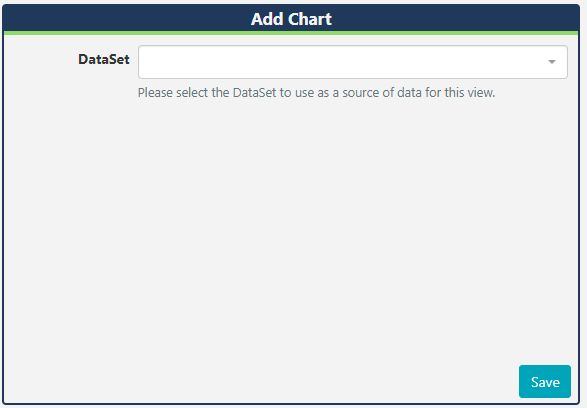 Add Chart
DataSet
Please select the DataSet to use as a source of data for this view.
Save